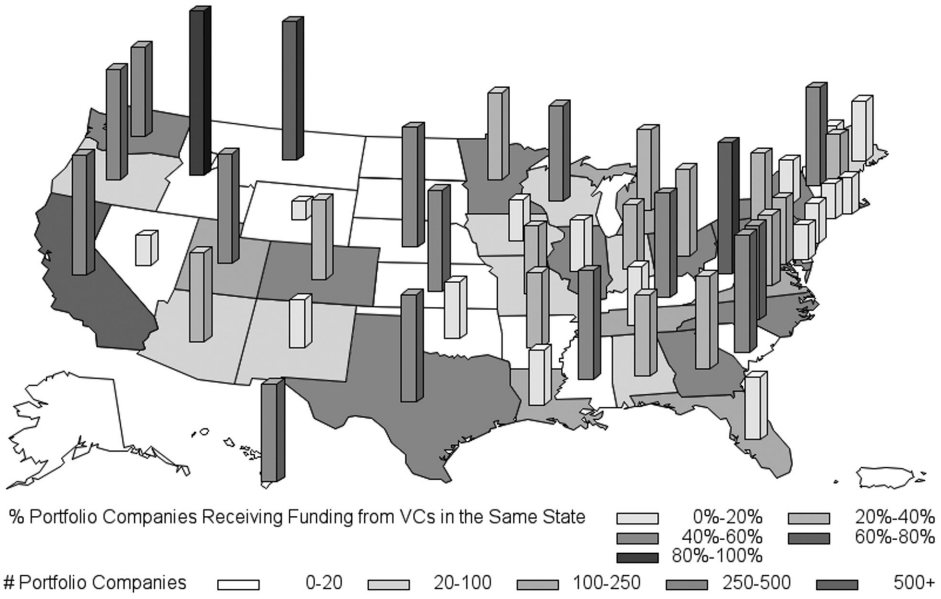 % Portfolio Companies Receiving Funding from VCs in the Same State 0%-20% 20%-40%
40%-60% 60%-80%
80%-100%
# Portfolio Companies 0-20 20-100 100-250 250-500 500+